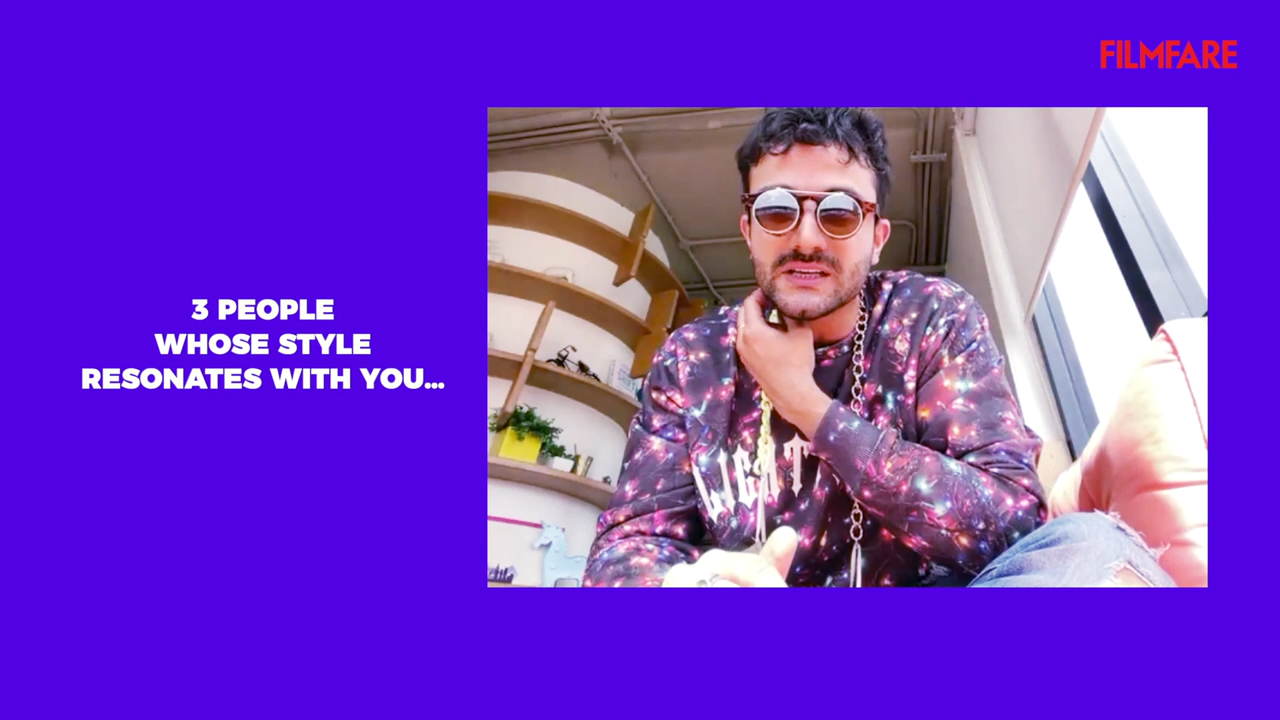 FILMFARE
3 PEOPLE
WHOSE STYLE
RESONATES WITH YOU...